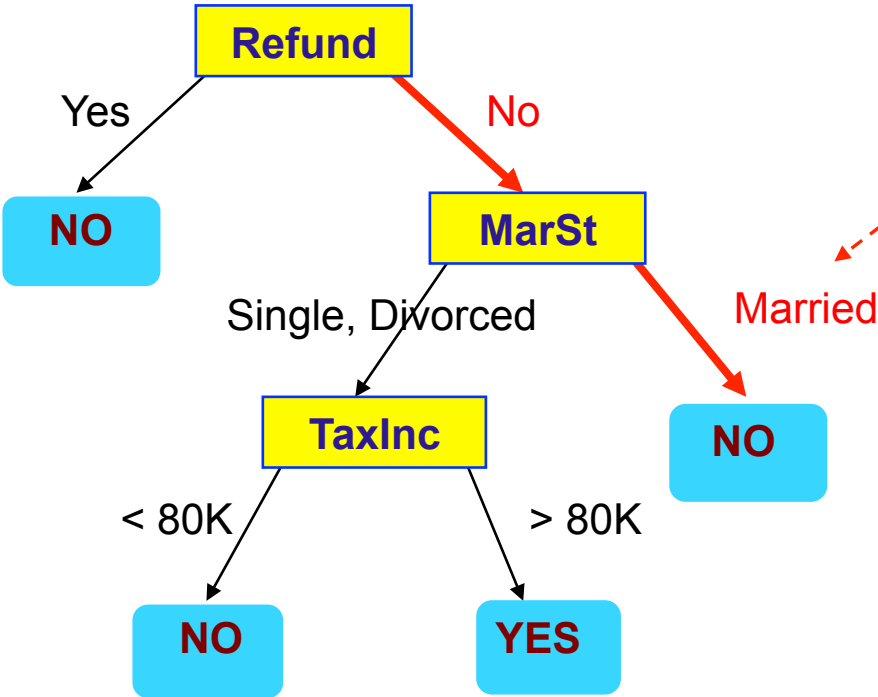 Refund
Yes
No
NO
MarSt
Single, Divorced
Married
TaxInc
NO
< 80K
> 80K
NO
YES